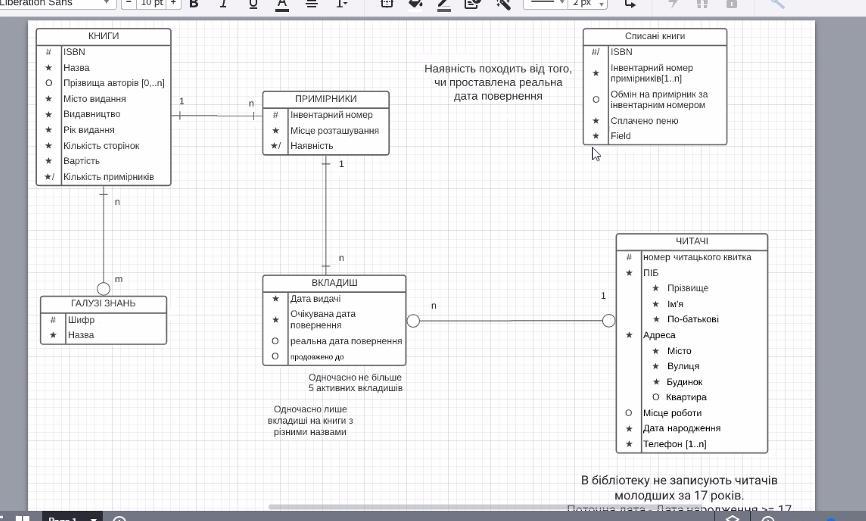 Liberation Sans
10 pt
2 px
КНИГИ
# ISBN
★ Назва
O Прізвища авторів [0,..n]
★ Місто видання
★ Видавництво
★ Рік видання
★ Кількість сторінок
★ Вартість
★/ Кількість примірників
1
n
ПРИМІРНИКИ
# Інвентарний номер
★ Місце розташування
★/ Наявність
Наявність походить від того,
чи проставлена реальна
дата повернення
Списані книги
#/ ISBN
★ Інвентарний номер
примірників[1..n]
O Обмін на примірник за
інвентарним номером
★ Сплачено пеню
★ Field
1
n
n
m
ГАЛУЗІ ЗНАНЬ
# Шифр
★ Назва
ВКЛАДИШ
★ Дата видачі
★ Очікувана дата
повернення
O реальна дата повернення
O продовжено до
n
1
Одночасно не більше
5 активних вкладишів
Одночасно лише
вкладиші на книги з
різними назвами
ЧИТАЧІ
# номер читацького квитка
★ ПІБ
★ Прізвище
★ Ім'я
★ По-батькові
★ Адреса
★ Місто
★ Вулиця
★ Будинок
O Квартира
O Місце роботи
★ Дата народження
★ Телефон [1..n]
В бібліотеку не записують читачів
молодших за 17 років.
Поточна дата - Дата народження >= 17
Page 1